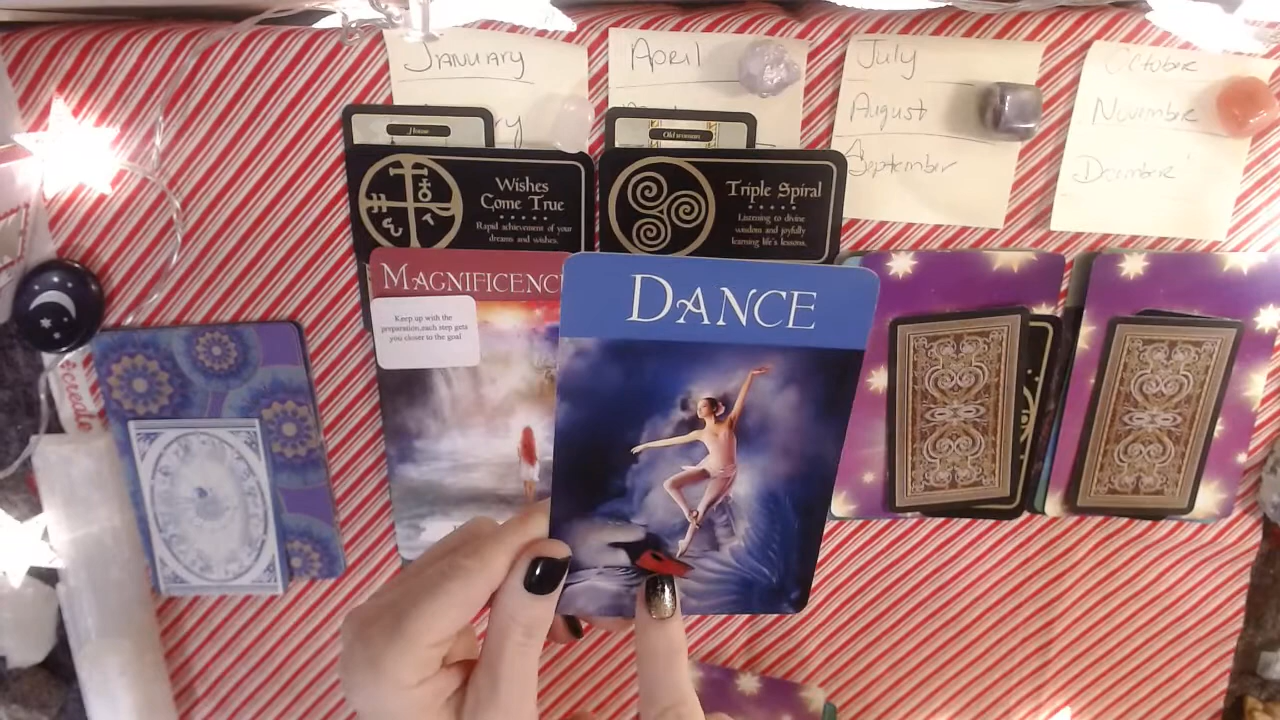 January
April
July
August
September
October
November
December
House
Old woman
Wishes
Come True
Rapid achievement of your
dreams and wishes.
Triple Spiral
Listening to divine
wisdom and joyfully
learning life's lessons.
MAGNIFICENC
Keep up with the
preparation,each step gets
you closer to the goal
DANCE
create